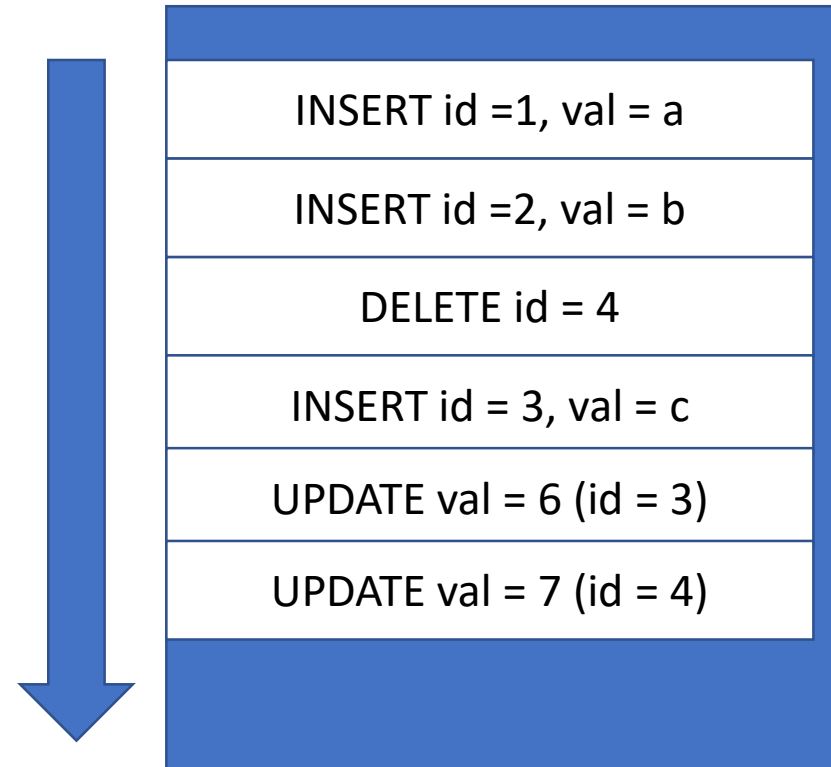 INSERT id =1, val = a
INSERT id =2, val = b
DELETE id = 4
INSERT id = 3, val = c
UPDATE val = 6 (id = 3)
UPDATE val = 7 (id = 4)